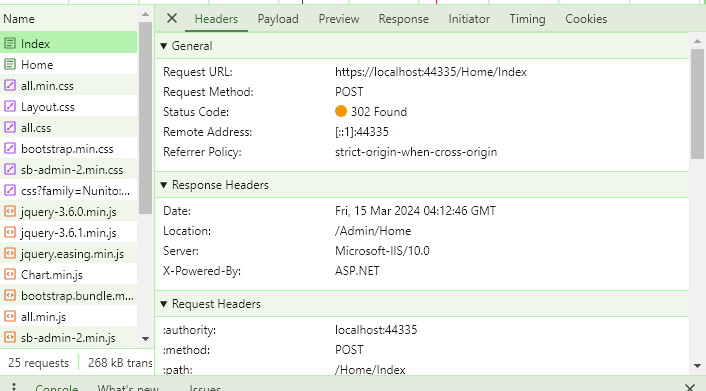 Name
Index
Home
all.min.css
Layout.css
all.css
bootstrap.min.css
sb-admin-2.min.css
css?family=Nunito:...
jquery-3.6.0.min.js
jquery-3.6.1.min.js
jquery.easing.min.js
Chart.min.js
bootstrap.bundle.m...
all.min.js
sb-admin-2.min.js
25 requests 268 kB trans
Headers Payload Preview Response Initiator Timing Cookies
▼ General
Request URL: https://localhost:44335/Home/Index
Request Method: POST
Status Code: 302 Found
Remote Address: [::1]:44335
Referrer Policy: strict-origin-when-cross-origin
▼ Response Headers
Date: Fri, 15 Mar 2024 04:12:46 GMT
Location: /Admin/Home
Server: Microsoft-IIS/10.0
X-Powered-By: ASP.NET
▼ Request Headers
:authority: localhost:44335
:method: POST
:path: /Home/Index
Console What's new Issues